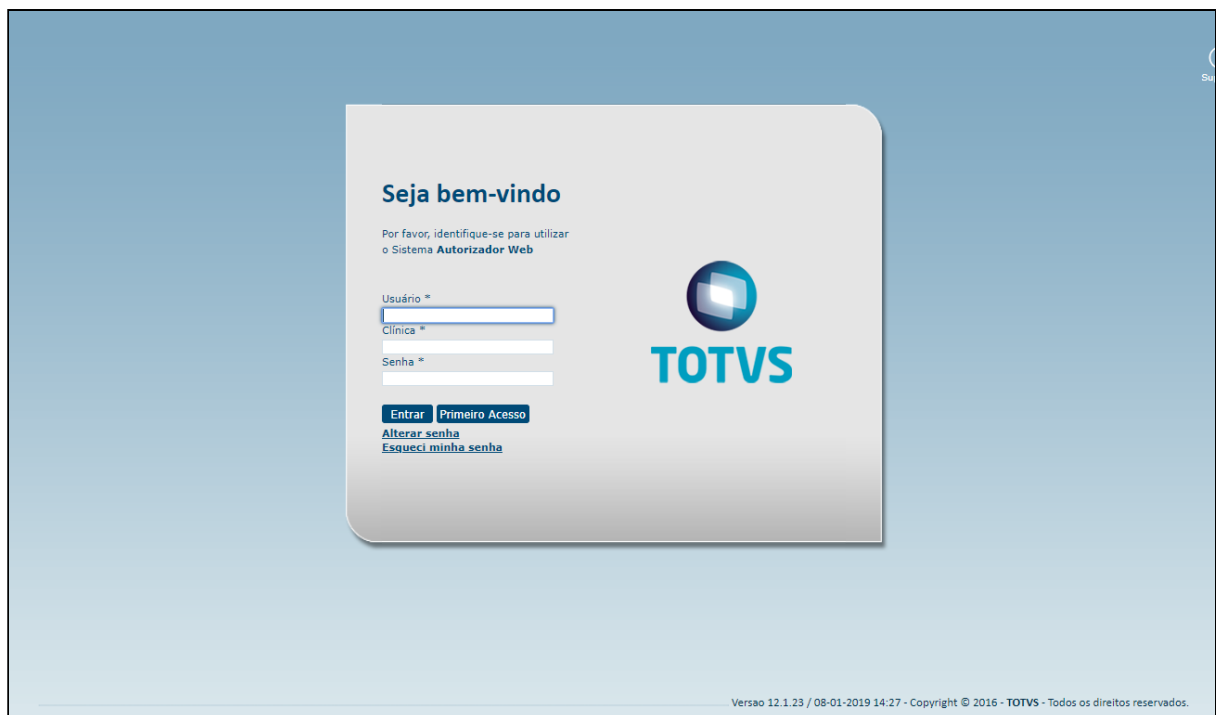 Seja bem-vindo
Por favor, identifique-se para utilizar
o Sistema Autorizador Web
Usuário *
Clínica *
Senha *
TOTVS
Entrar Primeiro Acesso
Alterar senha
Esqueci minha senha
Versao 12.1.23 / 08-01-2019 14:27 - Copyright © 2016 - TOTVS - Todos os direitos reservados.